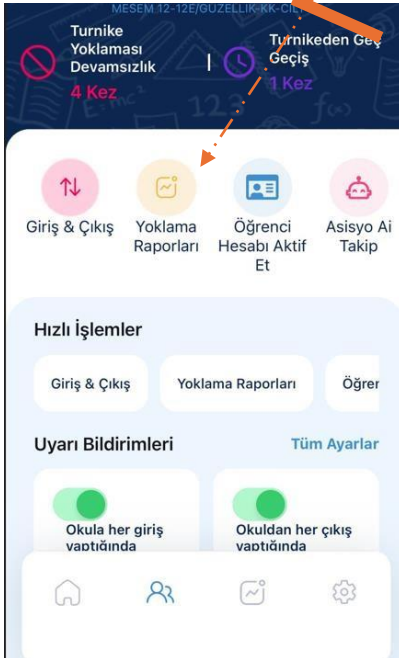 MESEM 12-12E/GÜZELLİK-KK-CİLT
Turnike
Yoklaması
Devamsızlık
4 Kez
Turnikeden Geç
Geçiş
1 Kez
Giriş & Çıkış
Yoklama
Raporları
Öğrenci
Hesabı Aktif
Et
Asisyo Ai
Takip
Hızlı İşlemler
Giriş & Çıkış
Yoklama Raporları
Öğrer
Uyarı Bildirimleri
Tüm Ayarlar
Okula her giriş
yaptığında
Okuldan her çıkış
yaptığında